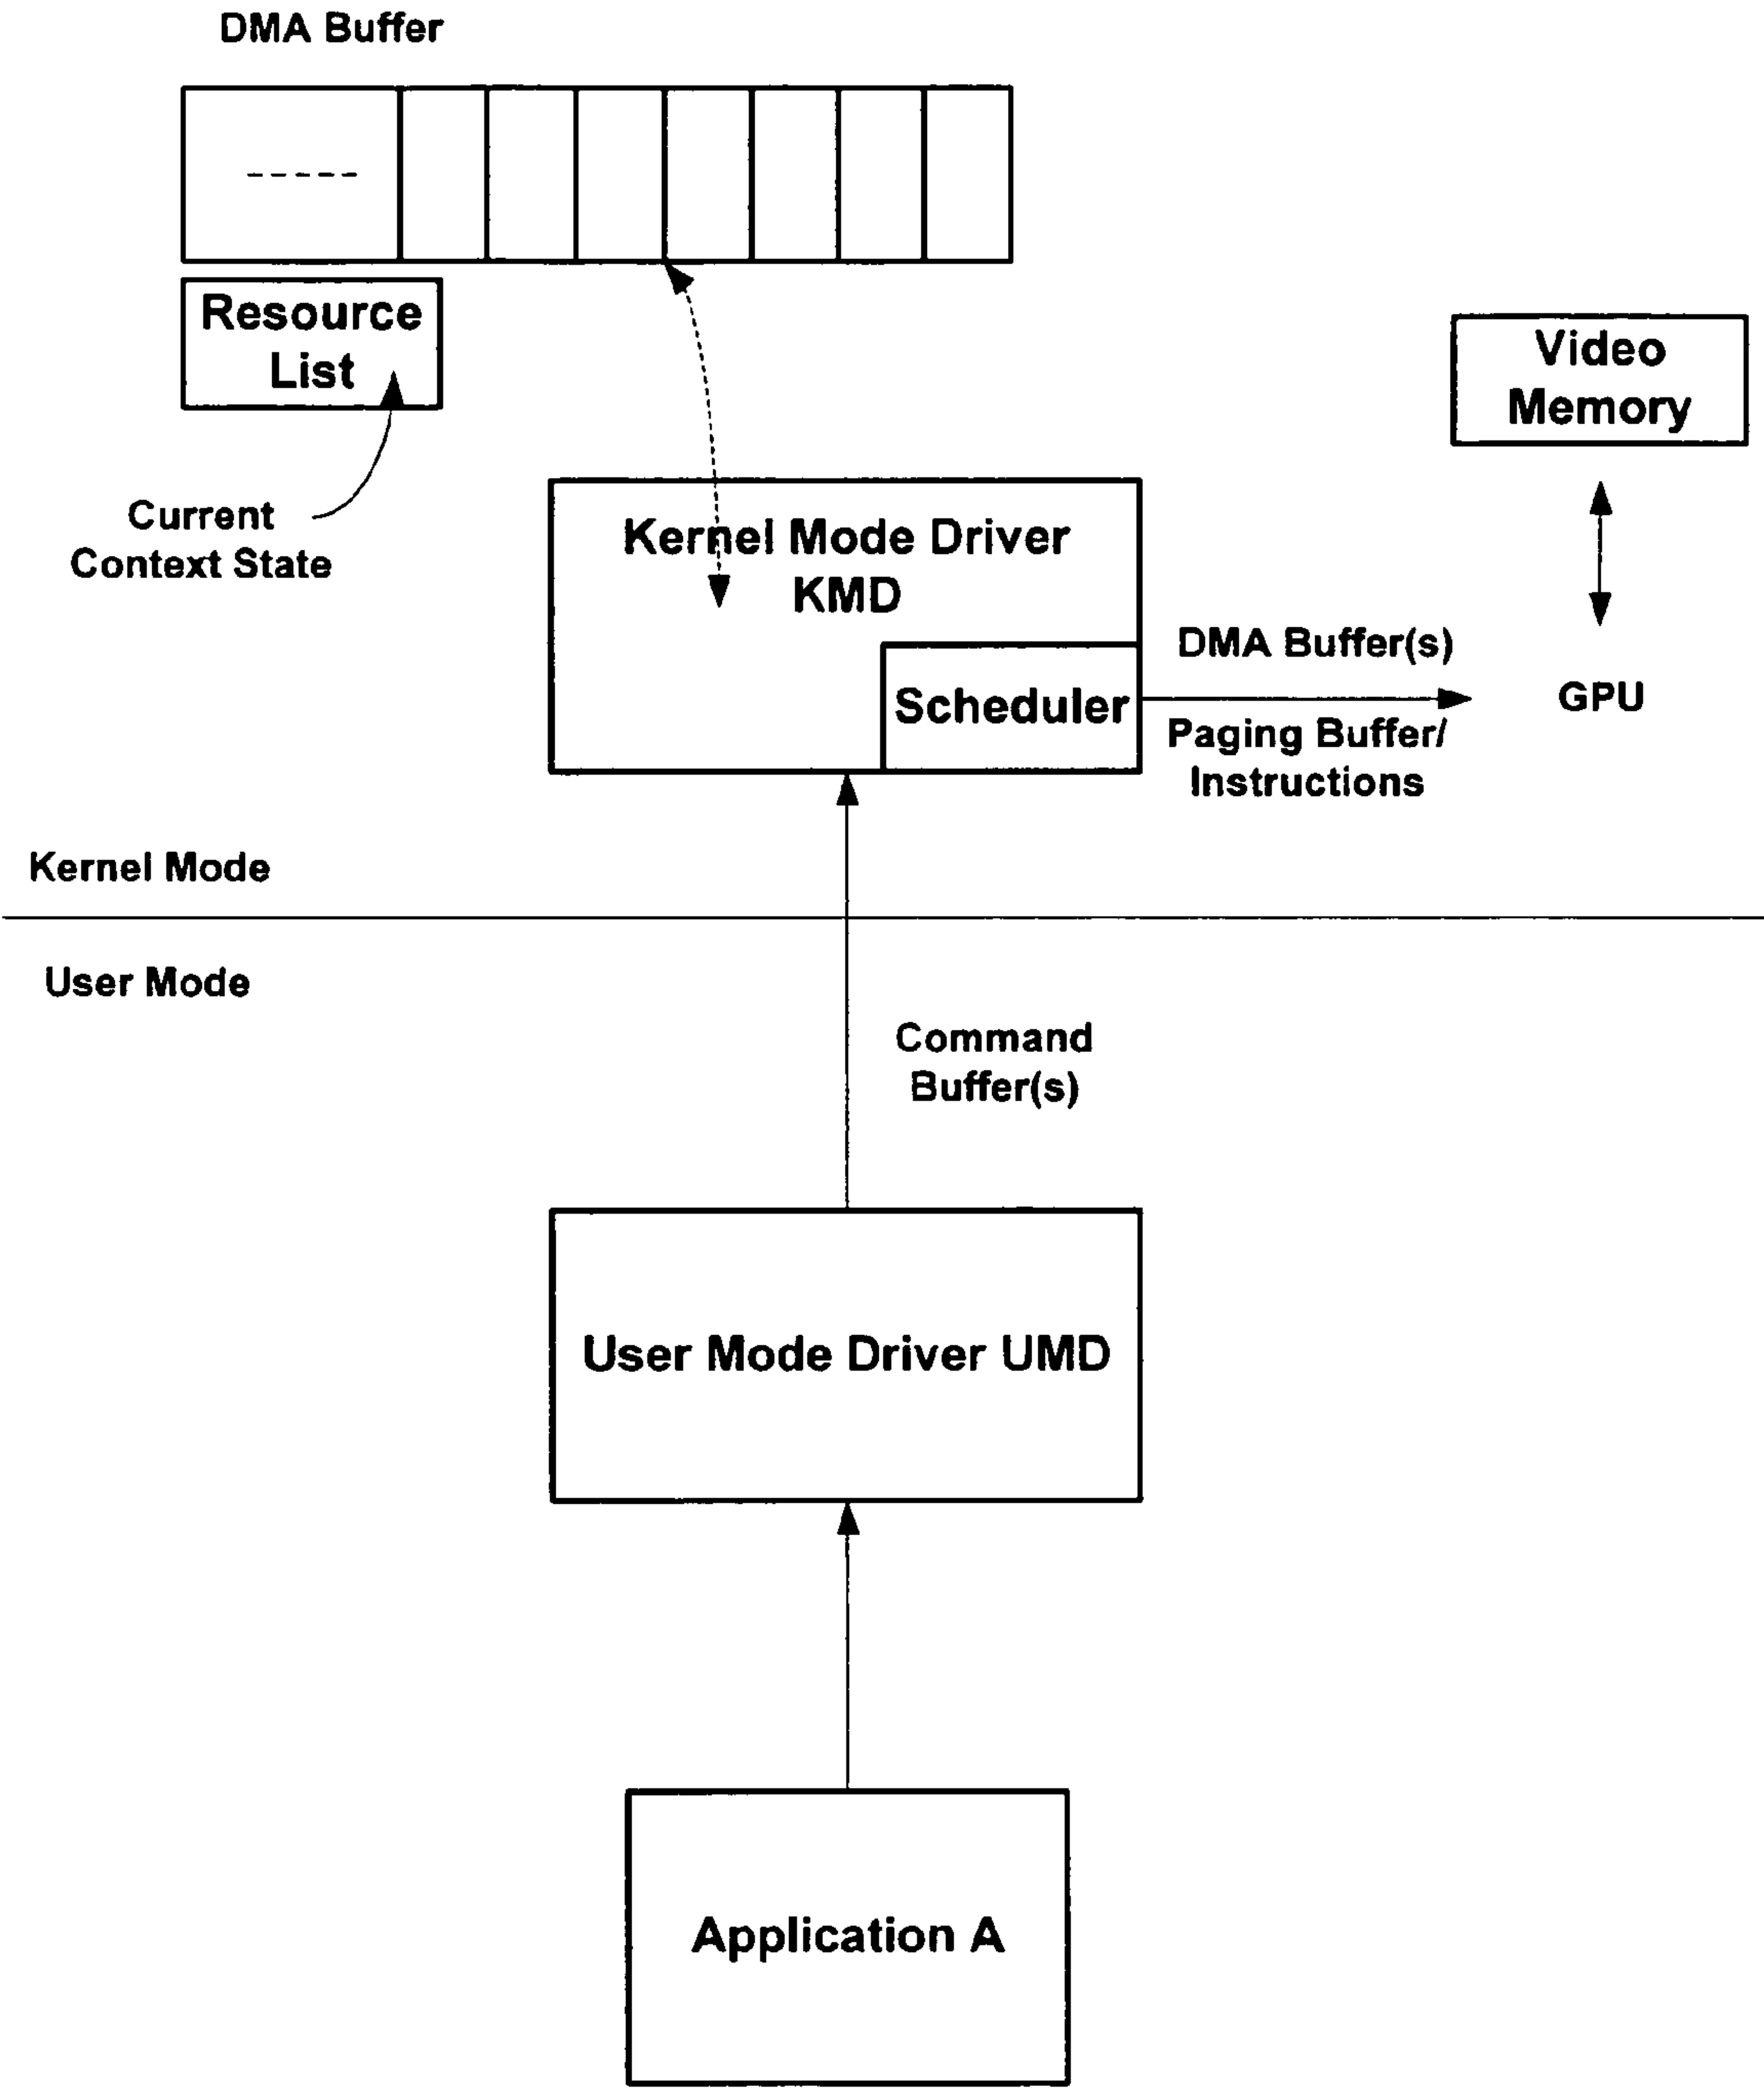 DMA Buffer
Resource
List
Video
Memory
Current
Context State
Kernel Mode Driver
KMD
DMA Buffer(s)
Scheduler
GPU
Paging Buffer/
Instructions
Kernel Mode
User Mode
Command
Buffer(s)
User Mode Driver UMD
Application A